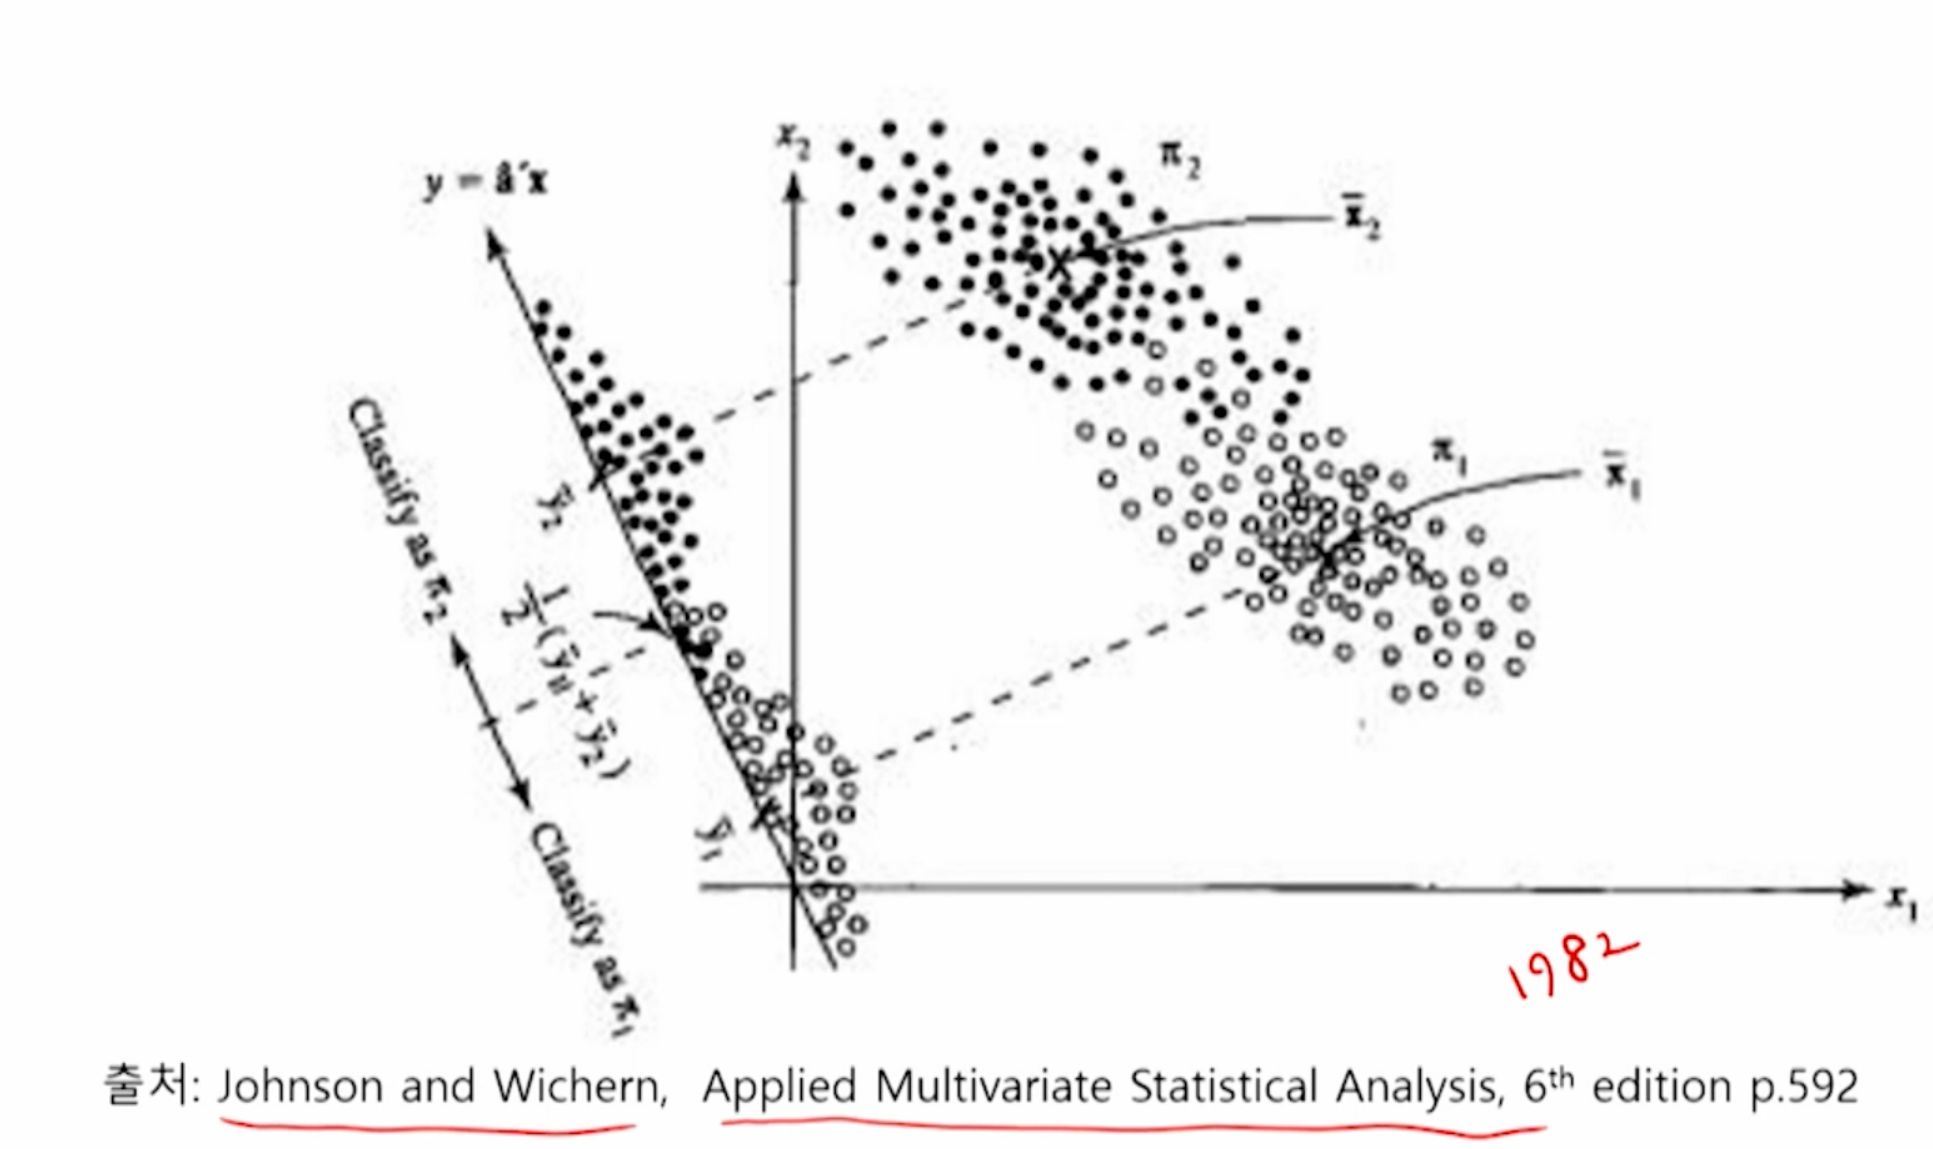 x₂
π₂
y = â'x
x̄₂
Classify as π₂
π₁
x̄₁
ȳ₂
½(ȳ₁ + ȳ₂)
ȳ₁
Classify as π₁
x₁
1982
출처: Johnson and Wichern, Applied Multivariate Statistical Analysis, 6th edition p.592